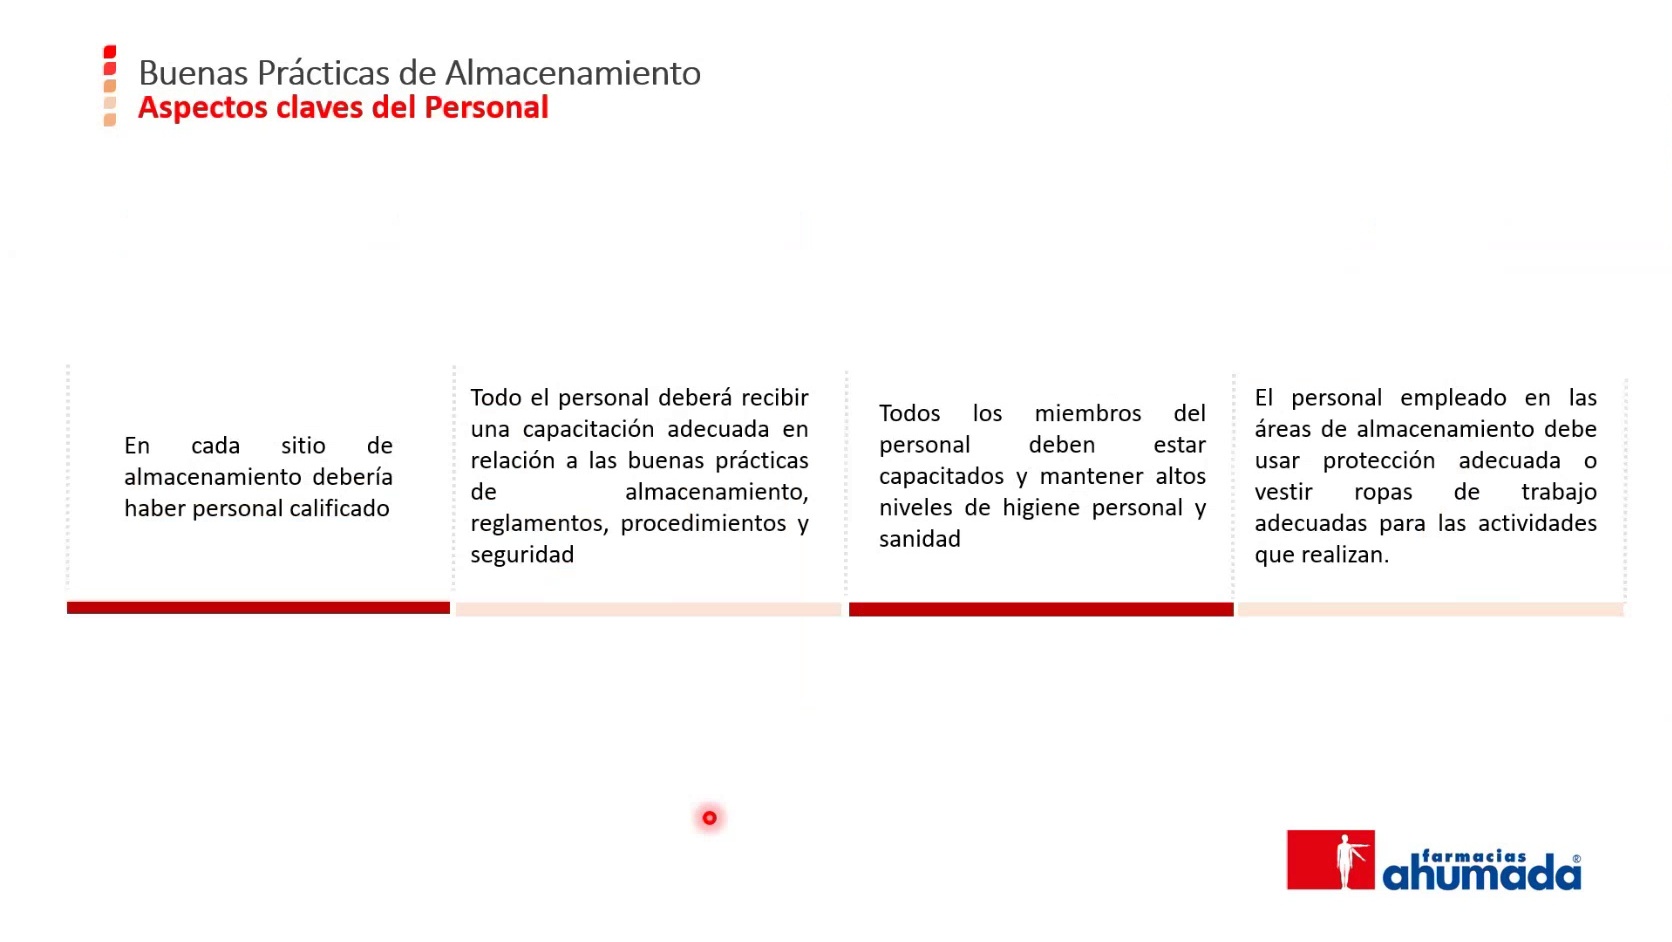 Buenas Prácticas de Almacenamiento
Aspectos claves del Personal
En cada sitio de
almacenamiento debería
haber personal calificado
Todo el personal deberá recibir
una capacitación adecuada en
relación a las buenas prácticas
de almacenamiento,
reglamentos, procedimientos y
seguridad
Todos los miembros del
personal deben estar
capacitados y mantener altos
niveles de higiene personal y
sanidad
El personal empleado en las
áreas de almacenamiento debe
usar protección adecuada o
vestir ropas de trabajo
adecuadas para las actividades
que realizan.
farmacias
ahumada®